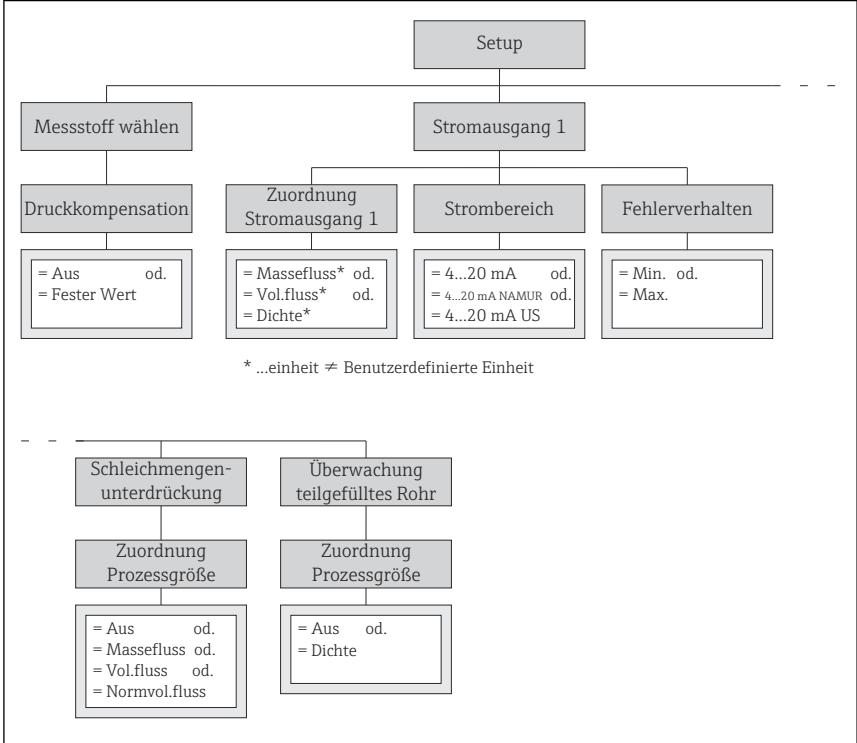 Setup
Messstoff wählen
Stromausgang 1
Druckkompensation
Zuordnung
Stromausgang 1
Strombereich
Fehlerverhalten
= Aus od.
= Fester Wert
= Massefluss* od.
= Vol.fluss* od.
= Dichte*
= 4...20 mA od.
= 4...20 mA NAMUR od.
= 4...20 mA US
= Min. od.
= Max.
* ...einheit ≠ Benutzerdefinierte Einheit
Schleichmengen-
unterdrückung
Überwachung
teilgefülltes Rohr
Zuordnung
Prozessgröße
Zuordnung
Prozessgröße
= Aus od.
= Massefluss od.
= Vol.fluss od.
= Normvol.fluss
= Aus od.
= Dichte